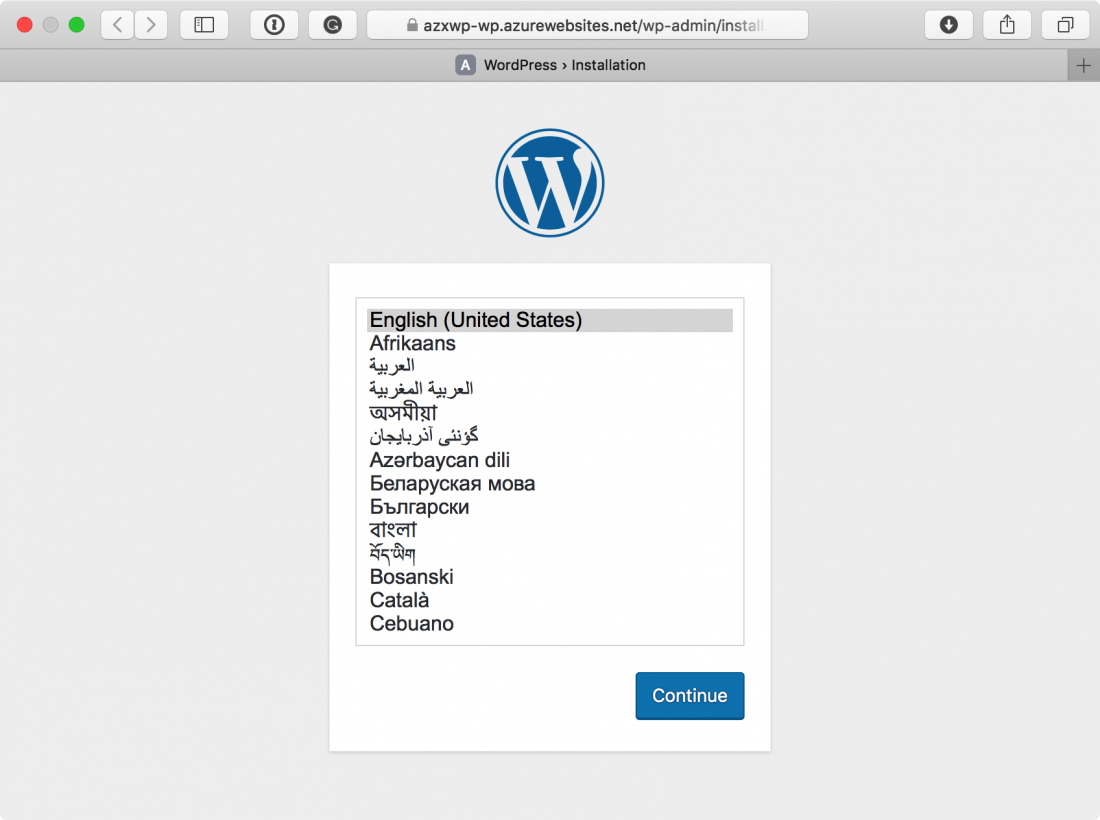 azxwp-wp.azurewebsites.net/wp-admin/install.
A WordPress › Installation
English (United States)
Afrikaans
العربية
العربية المغربية
অসমীয়া
گؤنئی آذربایجان
Azərbaycan dili
Беларуская мова
Български
বাংলা
བོད་ཡིག
Bosanski
Català
Cebuano
Continue